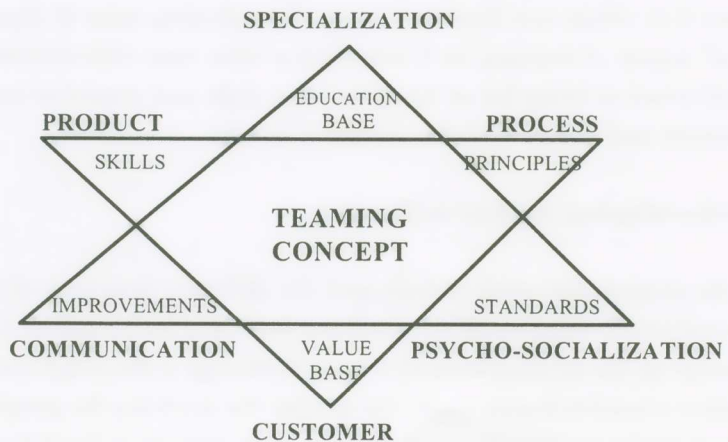 SPECIALIZATION
EDUCATION
BASE
PRODUCT
PROCESS
SKILLS
PRINCIPLES
TEAMING
CONCEPT
IMPROVEMENTS
STANDARDS
COMMUNICATION
VALUE
BASE
PSYCHO-SOCIALIZATION
CUSTOMER